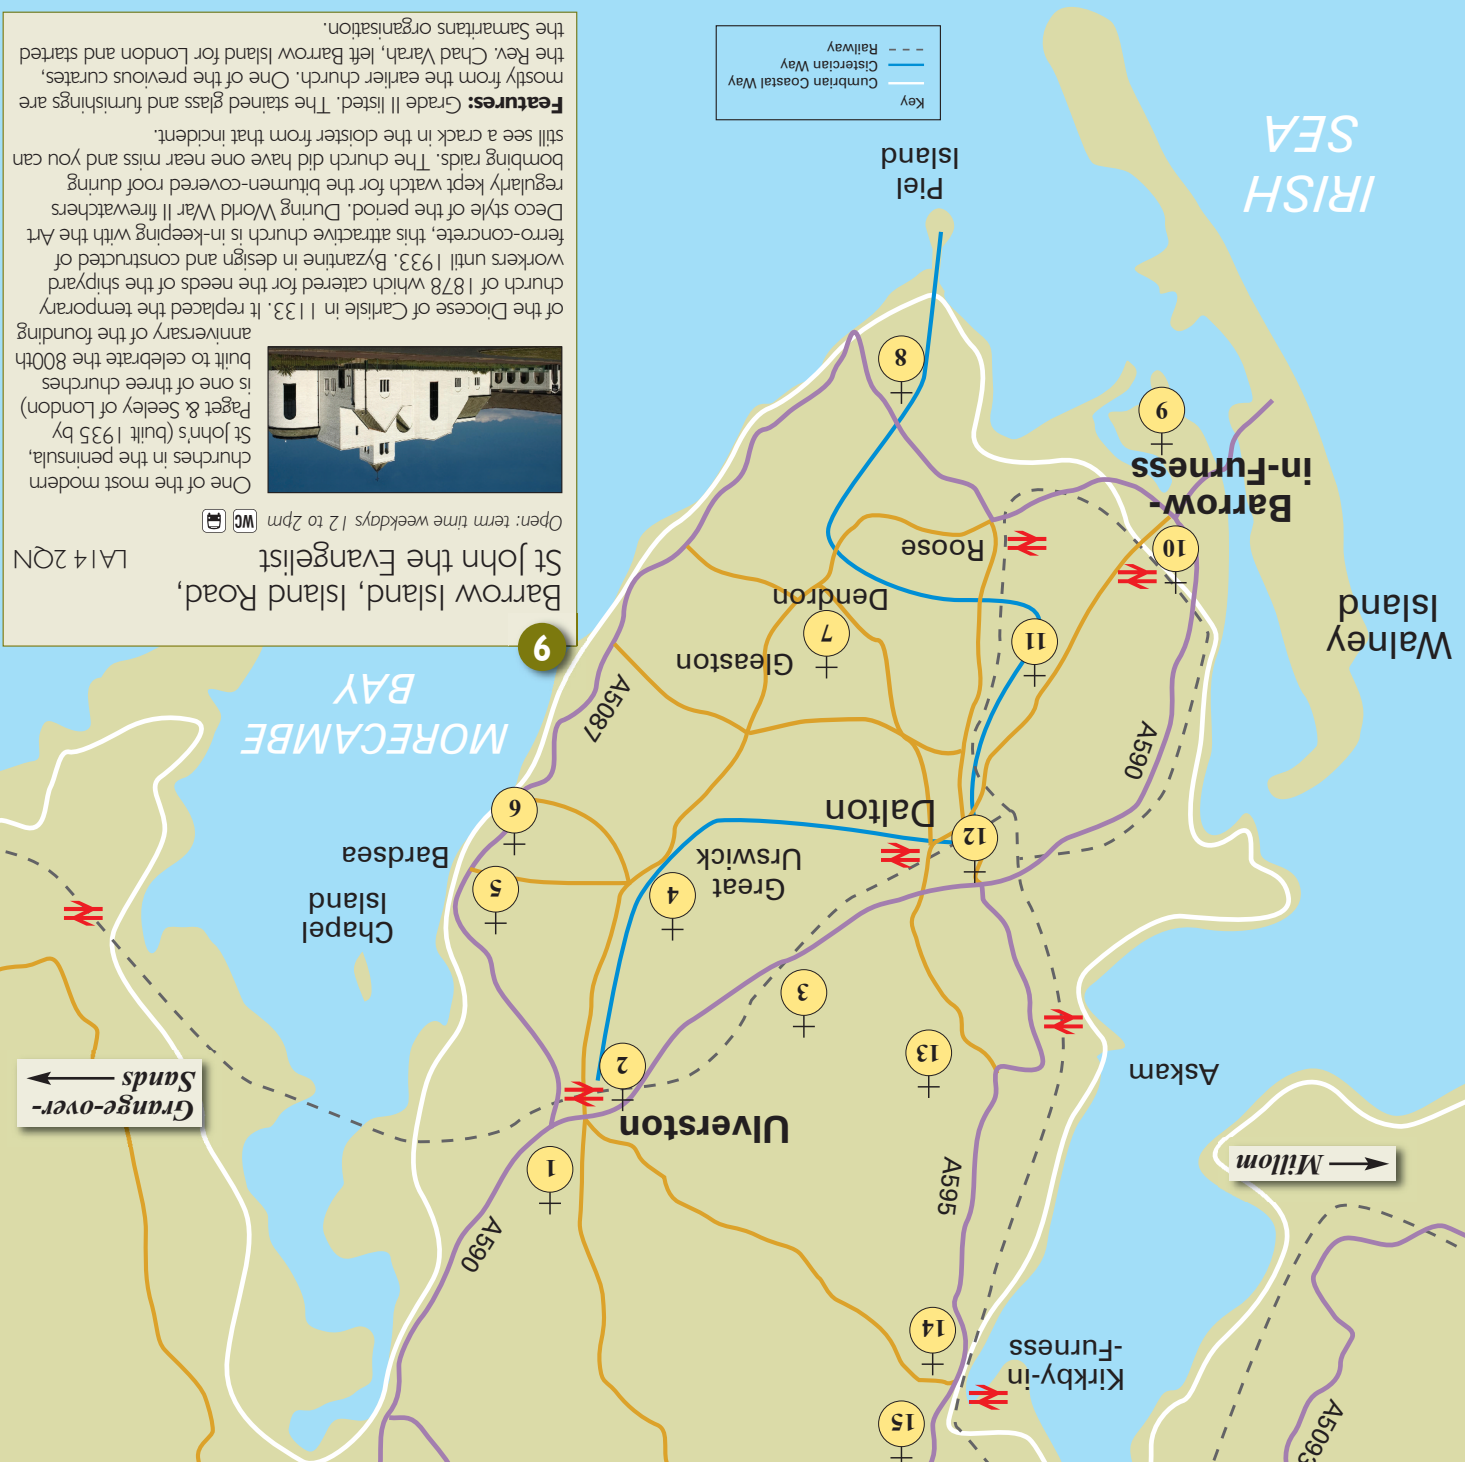 15
A5093
Kirkby-in
-Furness
14
A590
A595
Millom
1
Ulverston
Grange-over-
Sands
2
Askam
13
3
Chapel
Island
5
4
Great
Urswick
Bardsea
12
6
Dalton
A590
A5087
MORECAMBE
BAY
Walney
Island
11
Gleaston
7
Dendron
10
Roose
Barrow-
in-Furness
9
8
IRISH
SEA
Piel
Island
Key
Cumbrian Coastal Way
Cistercian Way
Railway
9
Barrow Island, Island Road,
St John the Evangelist LA14 2QN
Open: term time weekdays 12 to 2pm WC
One of the most modern
churches in the peninsula,
St John's (built 1935 by
Paget & Seeley of London)
is one of three churches
built to celebrate the 800th
anniversary of the founding
of the Diocese of Carlisle in 1133. It replaced the temporary
church of 1878 which catered for the needs of the shipyard
workers until 1933. Byzantine in design and constructed of
ferro-concrete, this attractive church is in-keeping with the Art
Deco style of the period. During World War II firewatchers
regularly kept watch for the bitumen-covered roof during
bombing raids. The church did have one near miss and you can
still see a crack in the cloister from that incident.
Features: Grade II listed. The stained glass and furnishings are
mostly from the earlier church. One of the previous curates,
the Rev. Chad Varah, left Barrow Island for London and started
the Samaritans organisation.